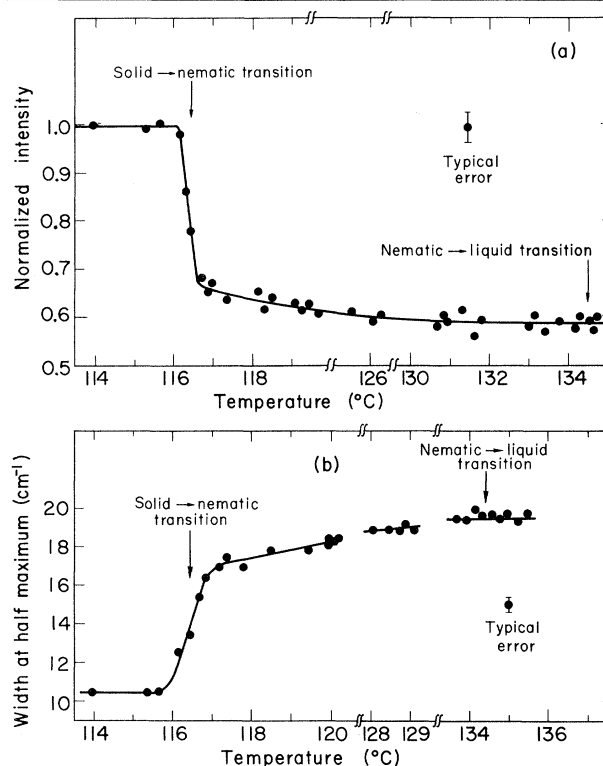 (a)
Solid → nematic transition
Typical
error
Nematic → liquid transition
Normalized intensity
1.0
0.9
0.8
0.7
0.6
0.5
114 116 118 126 130 132 134
Temperature (°C)
(b)
Nematic → liquid
transition
Solid → nematic
transition
Typical
error
Width at half maximum (cm⁻¹)
20
18
16
14
12
10
114 116 118 120 128 129 134 136
Temperature (°C)